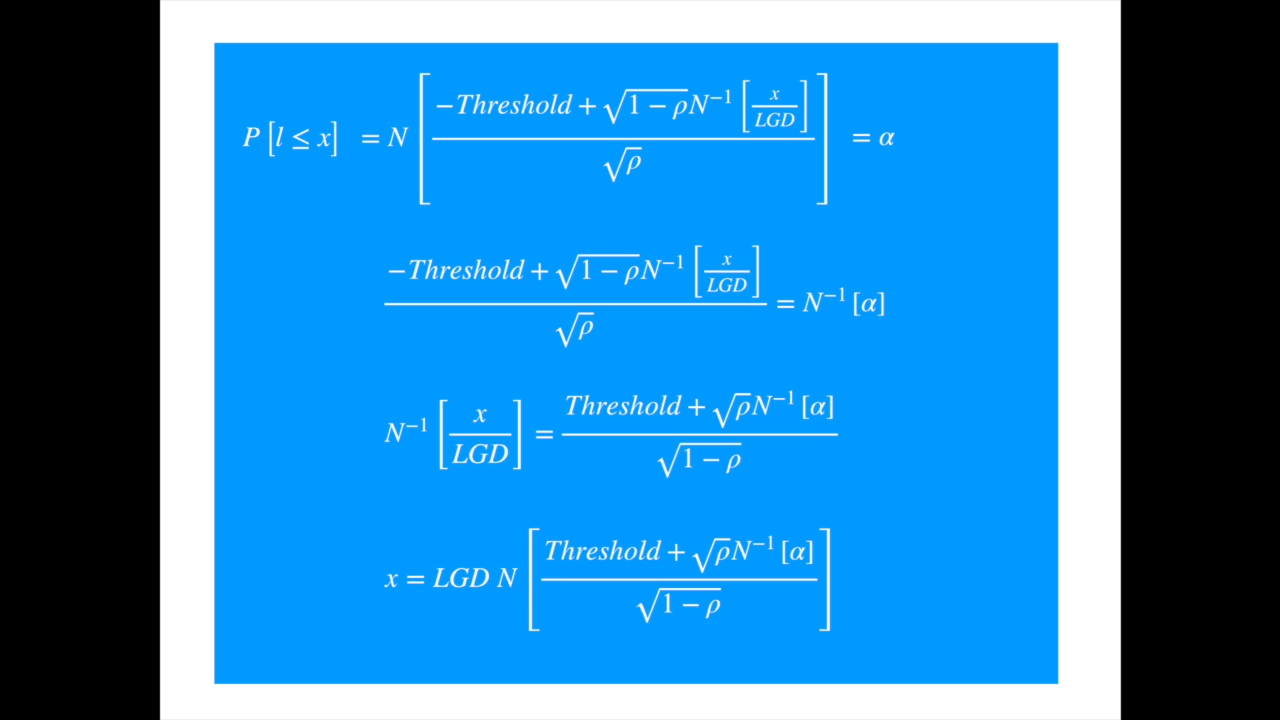 P [l ≤ x] = N [ (−Threshold + √(1 − ρ) N⁻¹ [x / LGD]) / √ρ ] = α
(−Threshold + √(1 − ρ) N⁻¹ [x / LGD]) / √ρ = N⁻¹ [α]
N⁻¹ [x / LGD] = (Threshold + √ρ N⁻¹ [α]) / √(1 − ρ)
x = LGD N [ (Threshold + √ρ N⁻¹ [α]) / √(1 − ρ) ]